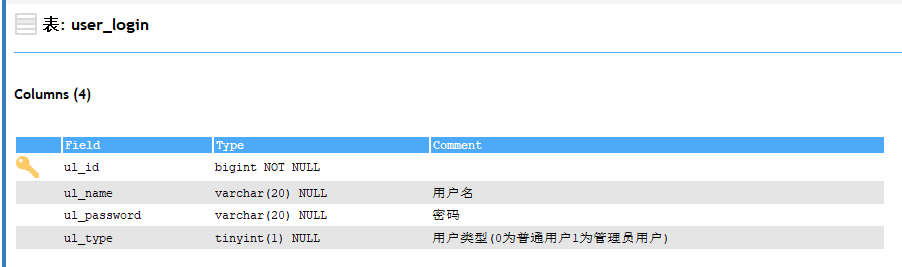 表: user_login
Columns (4)
Field Type Comment
ul_id bigint NOT NULL
ul_name varchar(20) NULL 用户名
ul_password varchar(20) NULL 密码
ul_type tinyint(1) NULL 用户类型(0为普通用户1为管理员用户)